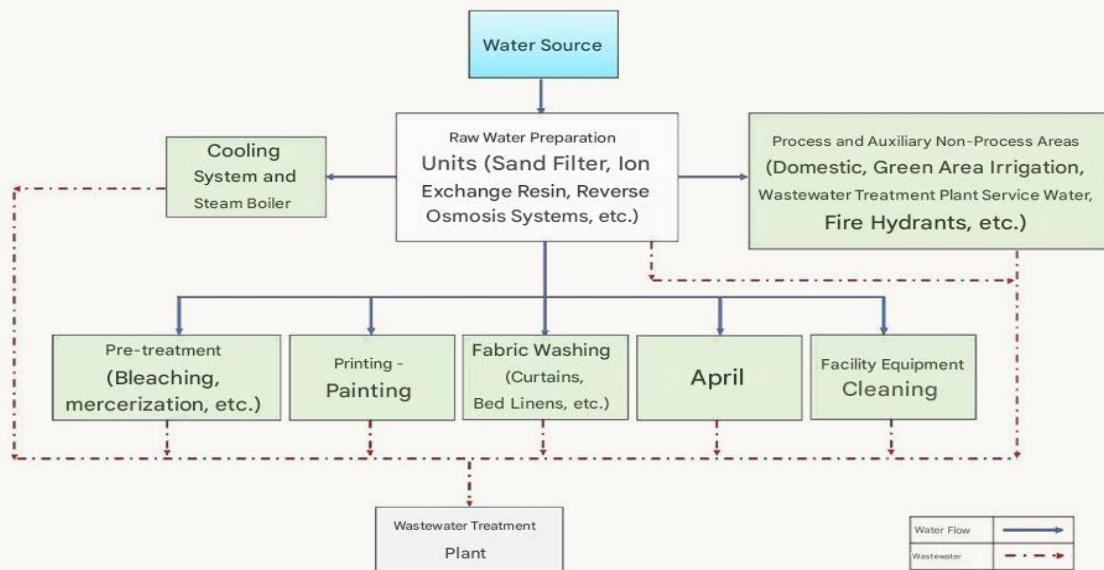 Water Source
Raw Water Preparation
Units (Sand Filter, Ion
Exchange Resin, Reverse
Osmosis Systems, etc.)
Cooling
System and
Steam Boiler
Process and Auxiliary Non-Process Areas
(Domestic, Green Area Irrigation,
Wastewater Treatment Plant Service Water,
Fire Hydrants, etc.)
Pre-treatment
(Bleaching,
mercerization, etc.)
Printing -
Painting
Fabric Washing
(Curtains,
Bed Linens, etc.)
April
Facility Equipment
Cleaning
Wastewater Treatment
Plant
Water Flow
Wastewater